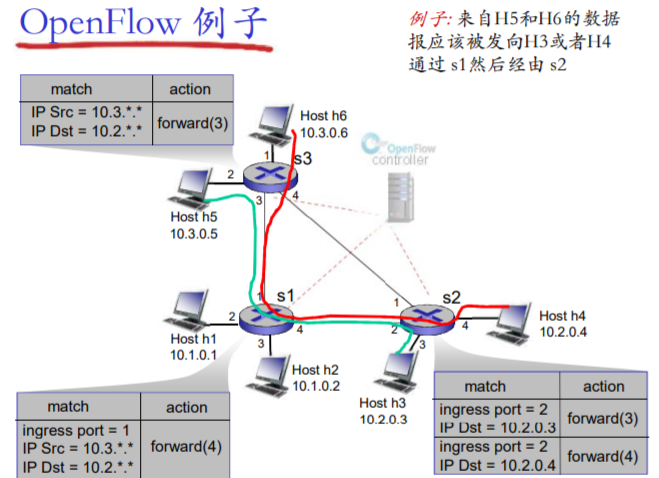 OpenFlow 例子
例子: 来自H5和H6的数据
报应该被发向H3或者H4
通过 s1然后经由 s2
match action
IP Src = 10.3.*.*
IP Dst = 10.2.*.*
forward(3)
Host h6
10.3.0.6
OpenFlow
controller
1
s3
2
3
4
Host h5
10.3.0.5
1
s1
2
4
3
Host h1
10.1.0.1
Host h2
10.1.0.2
1
s2
2
4
3
Host h4
10.2.0.4
Host h3
10.2.0.3
match action
ingress port = 1
IP Src = 10.3.*.*
IP Dst = 10.2.*.*
forward(4)
match action
ingress port = 2
IP Dst = 10.2.0.3
forward(3)
ingress port = 2
IP Dst = 10.2.0.4
forward(4)